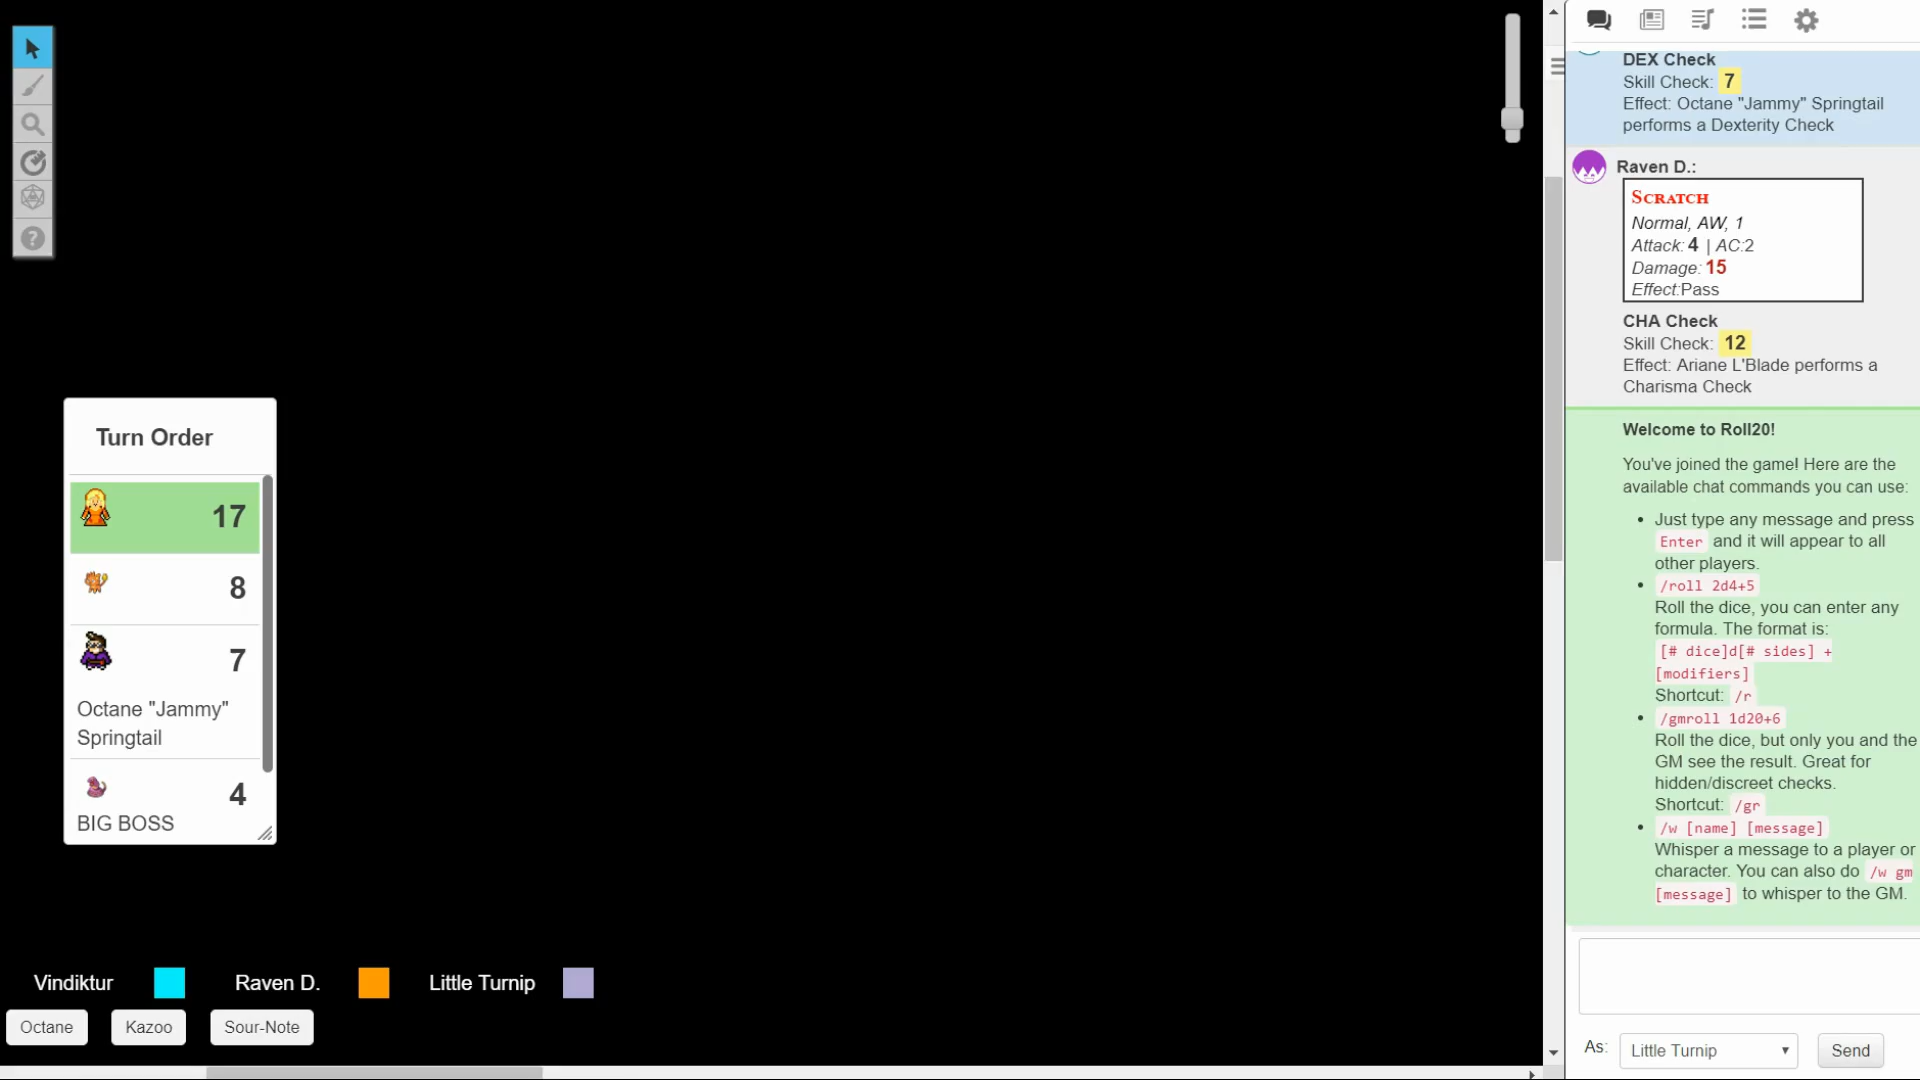 Turn Order
17
8
7
Octane "Jammy"
Springtail
4
BIG BOSS
Vindiktur
Raven D.
Little Turnip
Octane
Kazoo
Sour-Note
DEX Check
Skill Check: 7
Effect: Octane "Jammy" Springtail
performs a Dexterity Check
Raven D.:
SCRATCH
Normal, AW, 1
Attack: 4 | AC:2
Damage: 15
Effect:Pass
CHA Check
Skill Check: 12
Effect: Ariane L'Blade performs a
Charisma Check
Welcome to Roll20!
You've joined the game! Here are the
available chat commands you can use:
• Just type any message and press
Enter and it will appear to all
other players.
• /roll 2d4+5
Roll the dice, you can enter any
formula. The format is:
[# dice]d[# sides] +
[modifiers]
Shortcut: /r
• /gmroll 1d20+6
Roll the dice, but only you and the
GM see the result. Great for
hidden/discreet checks.
Shortcut: /gr
• /w [name] [message]
Whisper a message to a player or
character. You can also do /w gm
[message] to whisper to the GM.
As:
Little Turnip
Send